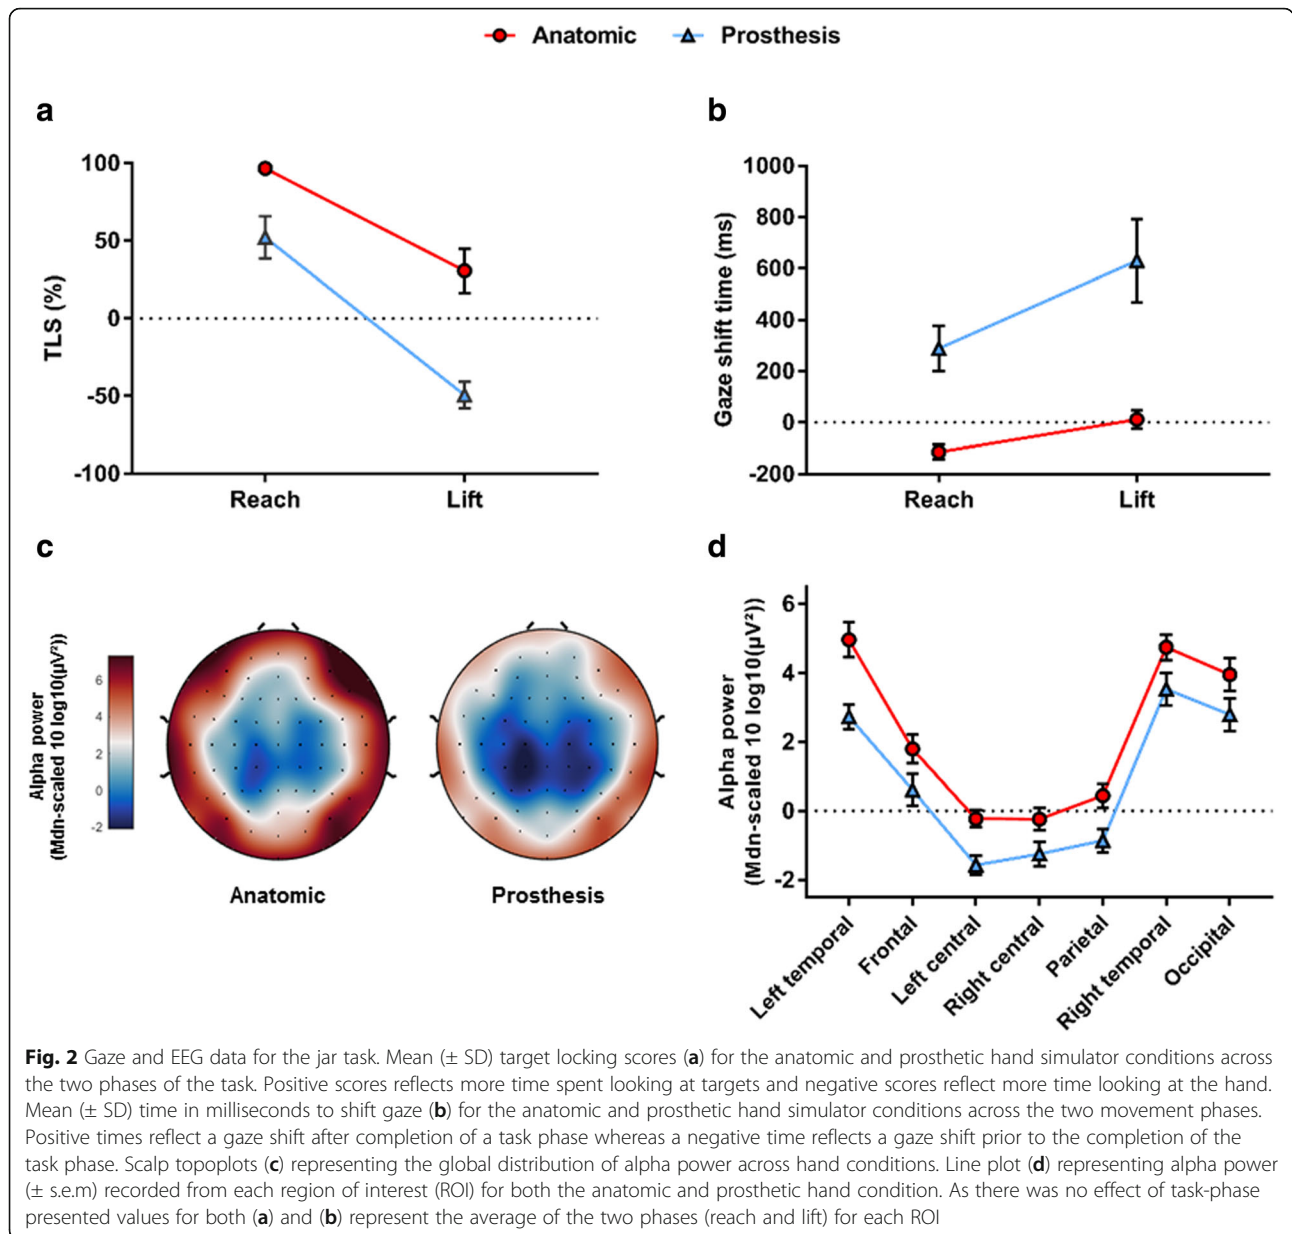 Anatomic Prosthesis
a
TLS (%)
100
50
0
-50
-100
Reach Lift
b
Gaze shift time (ms)
1000
800
600
400
200
0
-200
Reach Lift
c
Alpha power
(Mdn-scaled 10 log10(µV²))
6
4
2
0
-2
Anatomic Prosthesis
d
Alpha power
(Mdn-scaled 10 log10(µV²))
6
4
2
0
-2
Left temporal
Frontal
Left central
Right central
Parietal
Right temporal
Occipital
Fig. 2 Gaze and EEG data for the jar task. Mean (± SD) target locking scores (a) for the anatomic and prosthetic hand simulator conditions across
the two phases of the task. Positive scores reflects more time spent looking at targets and negative scores reflect more time looking at the hand.
Mean (± SD) time in milliseconds to shift gaze (b) for the anatomic and prosthetic hand simulator conditions across the two movement phases.
Positive times reflect a gaze shift after completion of a task phase whereas a negative time reflects a gaze shift prior to the completion of the
task phase. Scalp topoplots (c) representing the global distribution of alpha power across hand conditions. Line plot (d) representing alpha power
(± s.e.m) recorded from each region of interest (ROI) for both the anatomic and prosthetic hand condition. As there was no effect of task-phase
presented values for both (a) and (b) represent the average of the two phases (reach and lift) for each ROI